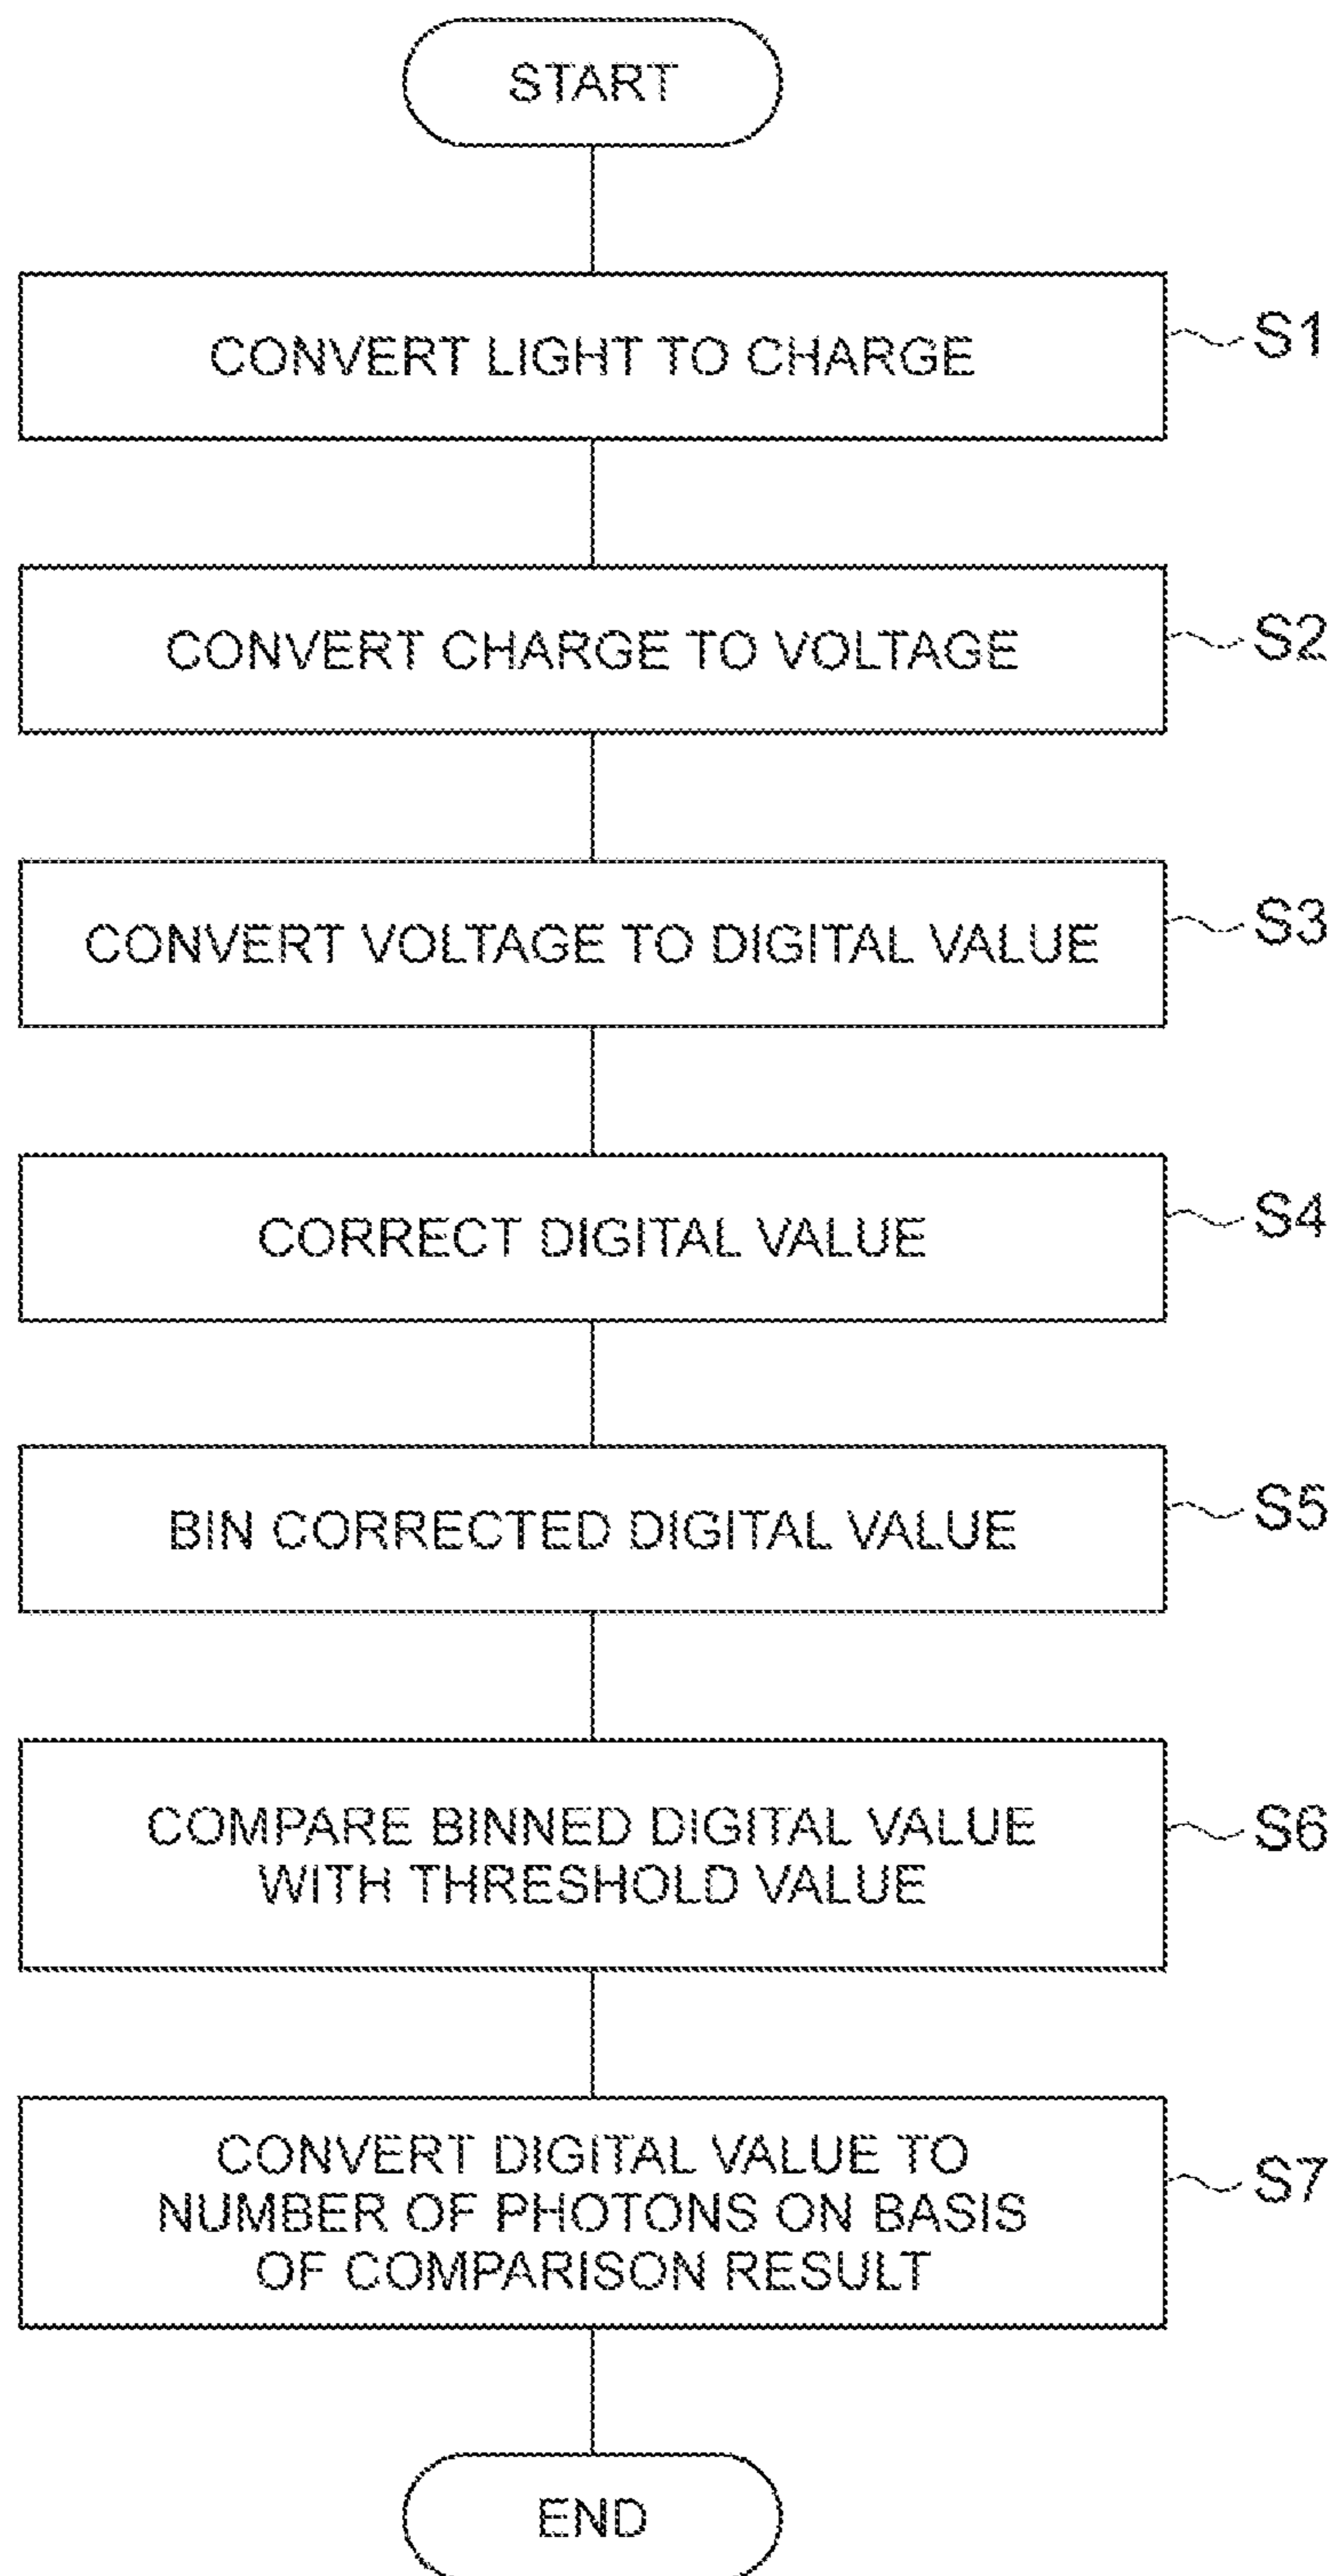 START
CONVERT LIGHT TO CHARGE
S1
CONVERT CHARGE TO VOLTAGE
S2
CONVERT VOLTAGE TO DIGITAL VALUE
S3
CORRECT DIGITAL VALUE
S4
BIN CORRECTED DIGITAL VALUE
S5
COMPARE BINNED DIGITAL VALUE
WITH THRESHOLD VALUE
S6
CONVERT DIGITAL VALUE TO
NUMBER OF PHOTONS ON BASIS
OF COMPARISON RESULT
S7
END